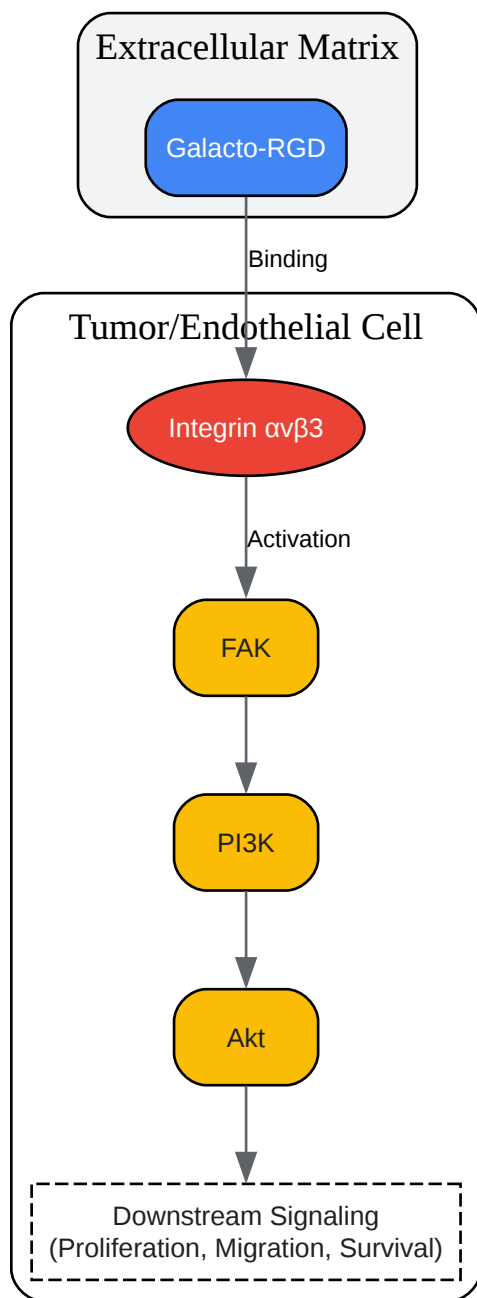 Extracellular Matrix
Galacto-RGD
Binding
Tumor/Endothelial Cell
Integrin αvβ3
Activation
FAK
PI3K
Akt
Downstream Signaling
(Proliferation, Migration, Survival)